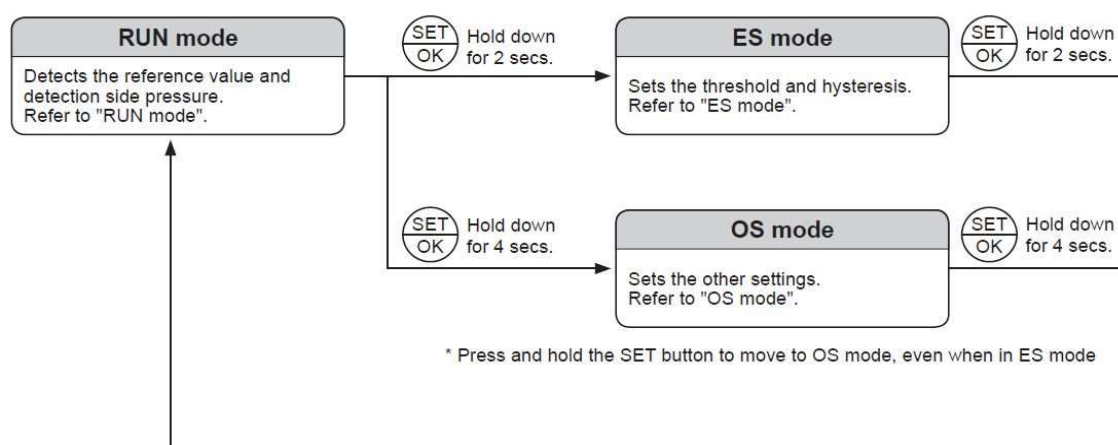 RUN mode
Detects the reference value and
detection side pressure.
Refer to "RUN mode".
SET
OK
Hold down
for 2 secs.
ES mode
Sets the threshold and hysteresis.
Refer to "ES mode".
SET
OK
Hold down
for 2 secs.
SET
OK
Hold down
for 4 secs.
OS mode
Sets the other settings.
Refer to "OS mode".
SET
OK
Hold down
for 4 secs.
* Press and hold the SET button to move to OS mode, even when in ES mode